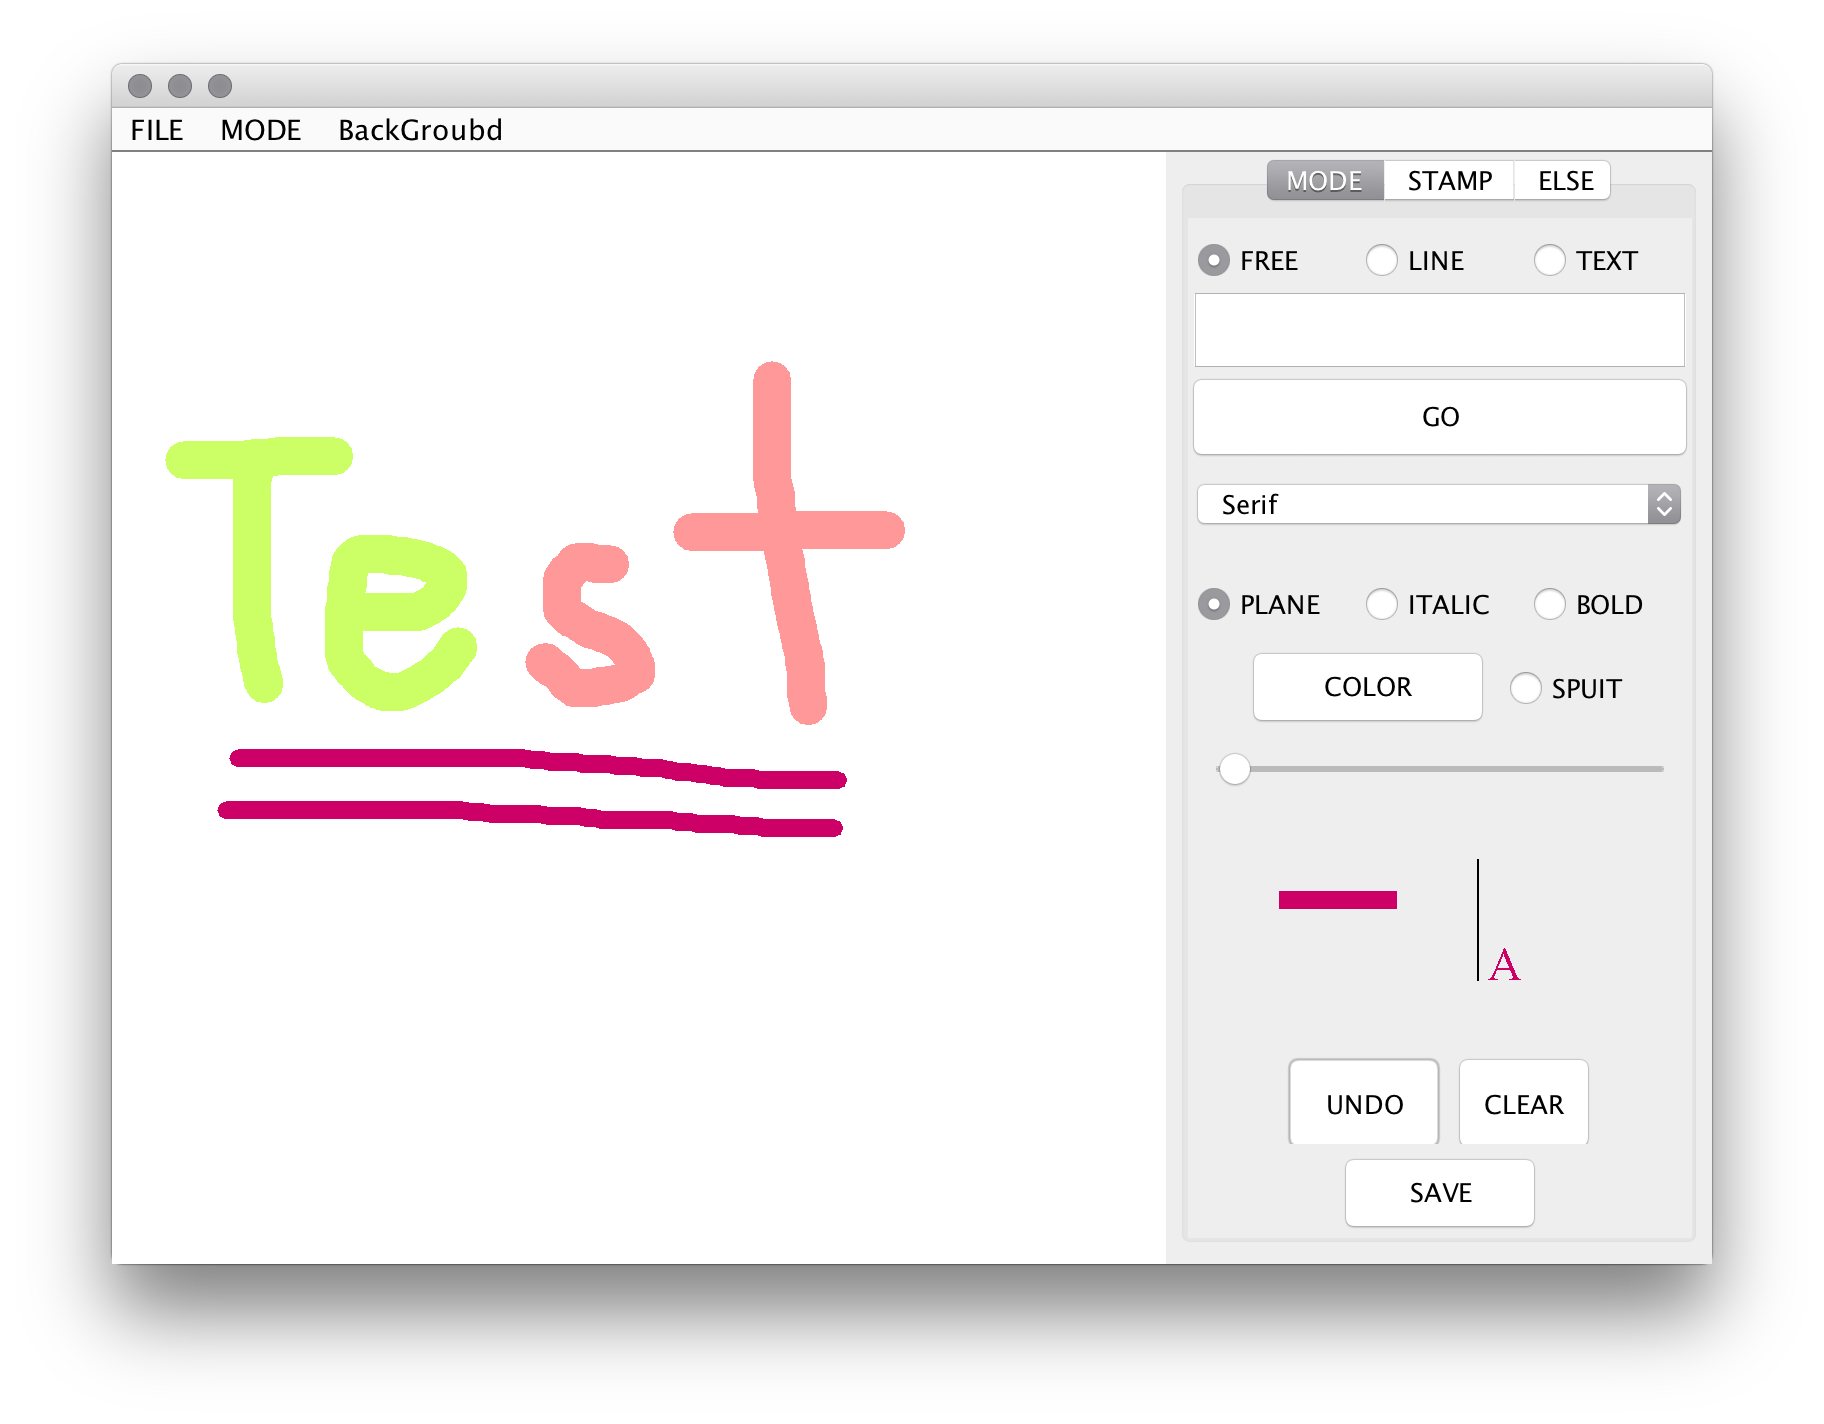 FILE MODE BackGroubd
MODE STAMP ELSE
FREE LINE TEXT
GO
Serif
PLANE ITALIC BOLD
COLOR SPUIT
A
UNDO CLEAR
SAVE
Test